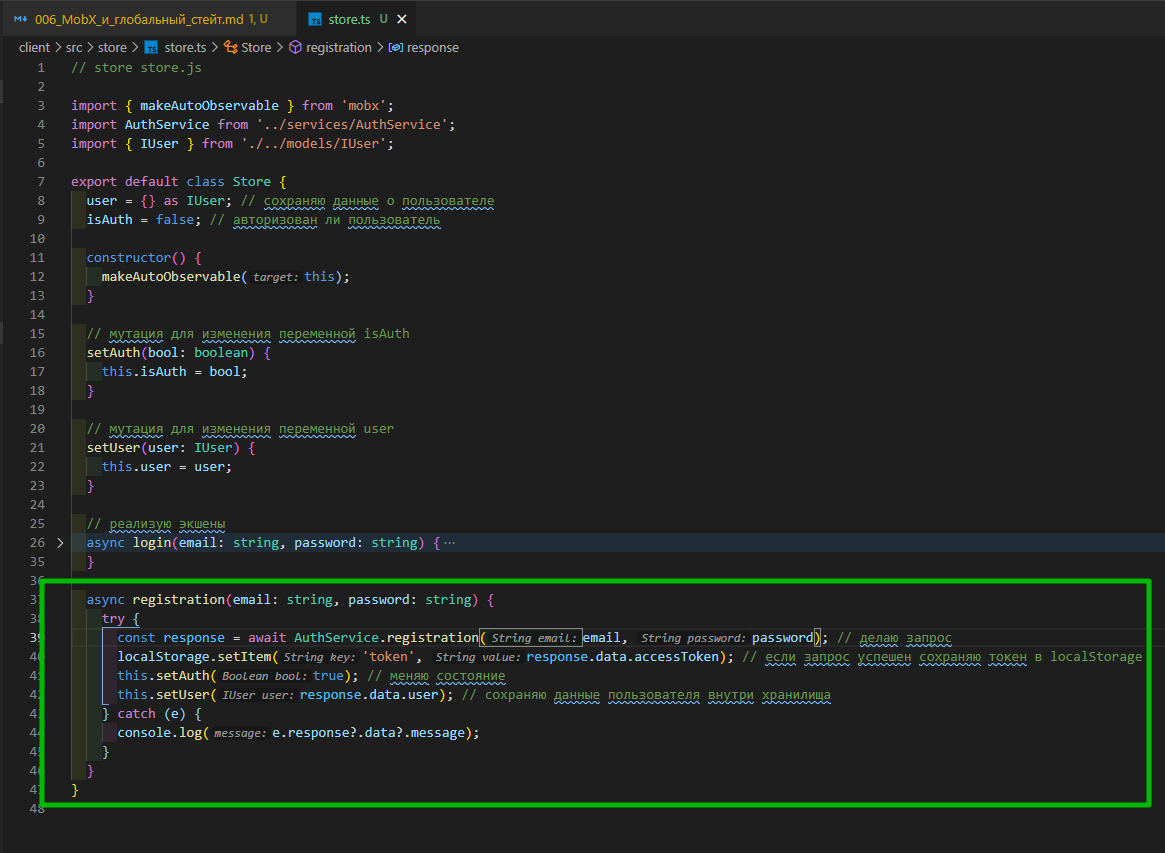 006_MobX_и_глобальный_стейт.md 1, U store.ts U
client > src > store > store.ts > Store > registration > response
1 // store store.js
2
3 import { makeAutoObservable } from 'mobx';
4 import AuthService from '../services/AuthService';
5 import { IUser } from './../models/IUser';
6
7 export default class Store {
8 user = {} as IUser; // сохраняю данные о пользователе
9 isAuth = false; // авторизован ли пользователь
10
11 constructor() {
12 makeAutoObservable( target: this);
13 }
14
15 // мутация для изменения переменной isAuth
16 setAuth(bool: boolean) {
17 this.isAuth = bool;
18 }
19
20 // мутация для изменения переменной user
21 setUser(user: IUser) {
22 this.user = user;
23 }
24
25 // реализую экшены
26 async login(email: string, password: string) { ···
35 }
36
37 async registration(email: string, password: string) {
38 try {
39 const response = await AuthService.registration( String email: email, String password: password); // делаю запрос
40 localStorage.setItem( String key: 'token', String value: response.data.accessToken); // если запрос успешен сохраняю токен в localStorage
41 this.setAuth( Boolean bool: true); // меняю состояние
42 this.setUser( IUser user: response.data.user); // сохраняю данные пользователя внутри хранилища
43 } catch (e) {
44 console.log( message: e.response?.data?.message);
45 }
46 }
47 }
48